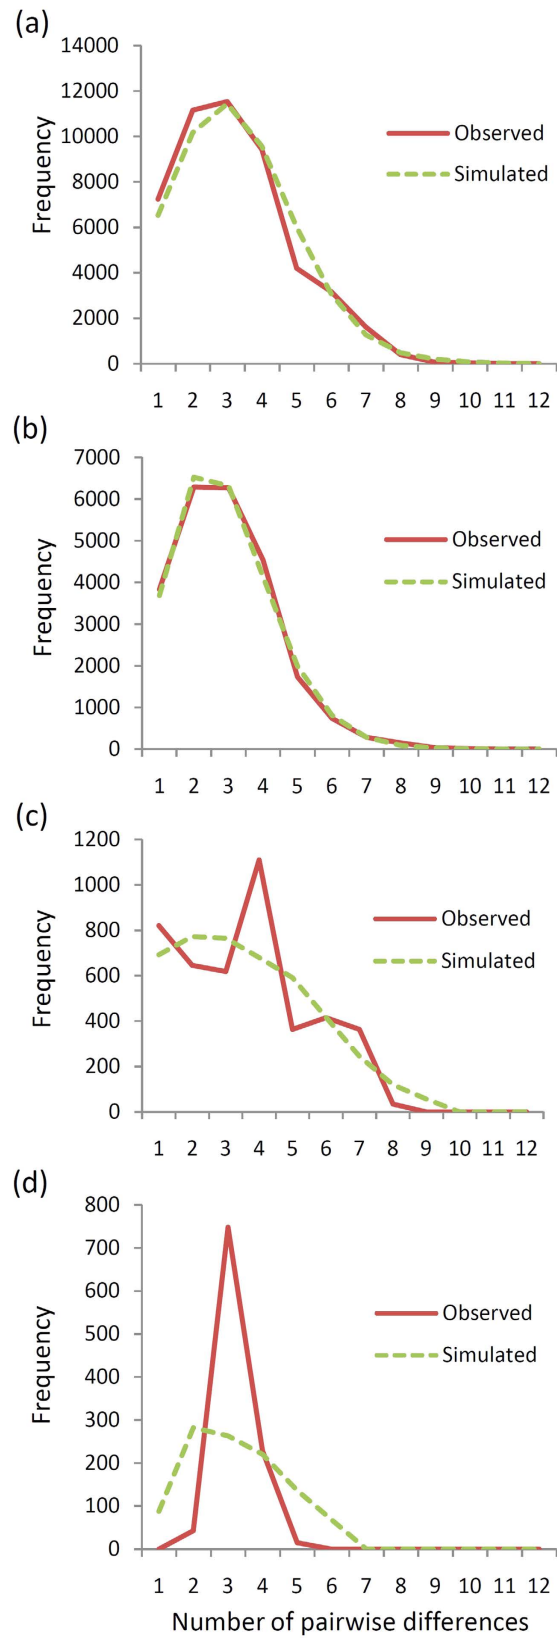 (a)
14000
12000
10000
8000
6000
4000
2000
0
Frequency
Observed
Simulated
1 2 3 4 5 6 7 8 9 10 11 12
(b)
7000
6000
5000
4000
3000
2000
1000
0
Frequency
Observed
Simulated
1 2 3 4 5 6 7 8 9 10 11 12
(c)
1200
1000
800
600
400
200
0
Frequency
Observed
Simulated
1 2 3 4 5 6 7 8 9 10 11 12
(d)
800
700
600
500
400
300
200
100
0
Frequency
Observed
Simulated
1 2 3 4 5 6 7 8 9 10 11 12
Number of pairwise differences